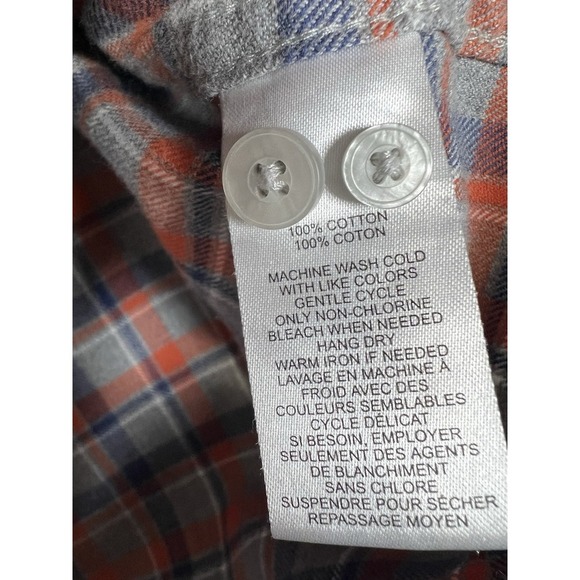 100% COTTON
100% COTON
MACHINE WASH COLD
WITH LIKE COLORS
GENTLE CYCLE
ONLY NON-CHLORINE
BLEACH WHEN NEEDED
HANG DRY
WARM IRON IF NEEDED
LAVAGE EN MACHINE À
FROID AVEC DES
COULEURS SEMBLABLES
CYCLE DÉLICAT
SI BESOIN, EMPLOYER
SEULEMENT DES AGENTS
DE BLANCHIMENT
SANS CHLORE
SUSPENDRE POUR SÉCHER
REPASSAGE MOYEN